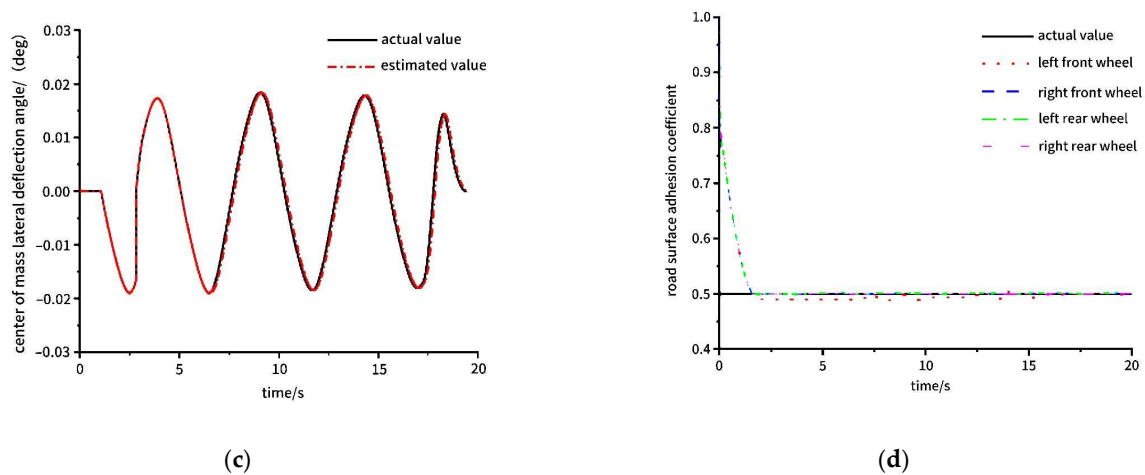 center of mass lateral deflection angle/ （deg）
0.03
0.02
0.01
0.00
−0.01
−0.02
−0.03
0
5
10
15
20
time/s
actual value
estimated value
(c)
road surface adhesion coefficient
1.0
0.9
0.8
0.7
0.6
0.5
0.4
0
5
10
15
20
time/s
actual value
left front wheel
right front wheel
left rear wheel
right rear wheel
(d)